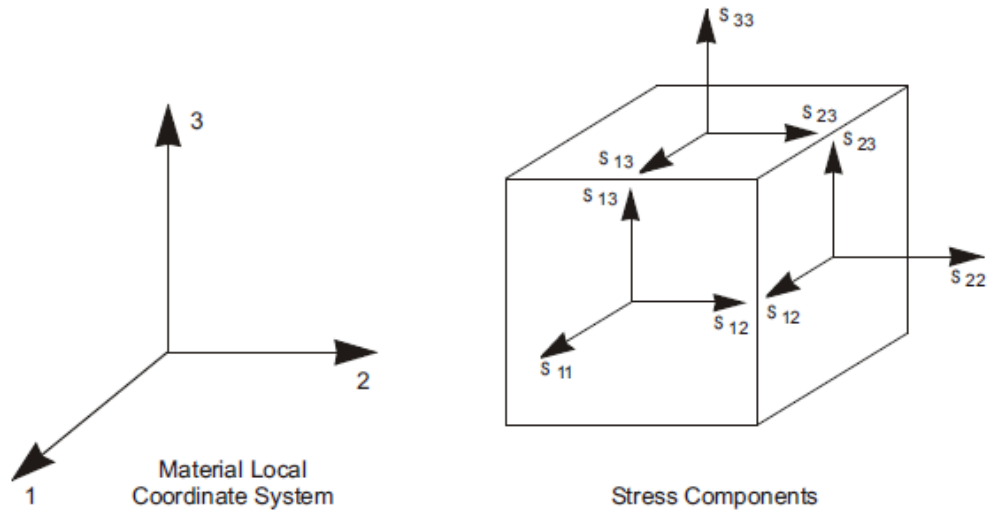 3
2
1
Material Local
Coordinate System
S 33
S 23
S 23
S 13
S 13
S 22
S 12
S 12
S 11
Stress Components